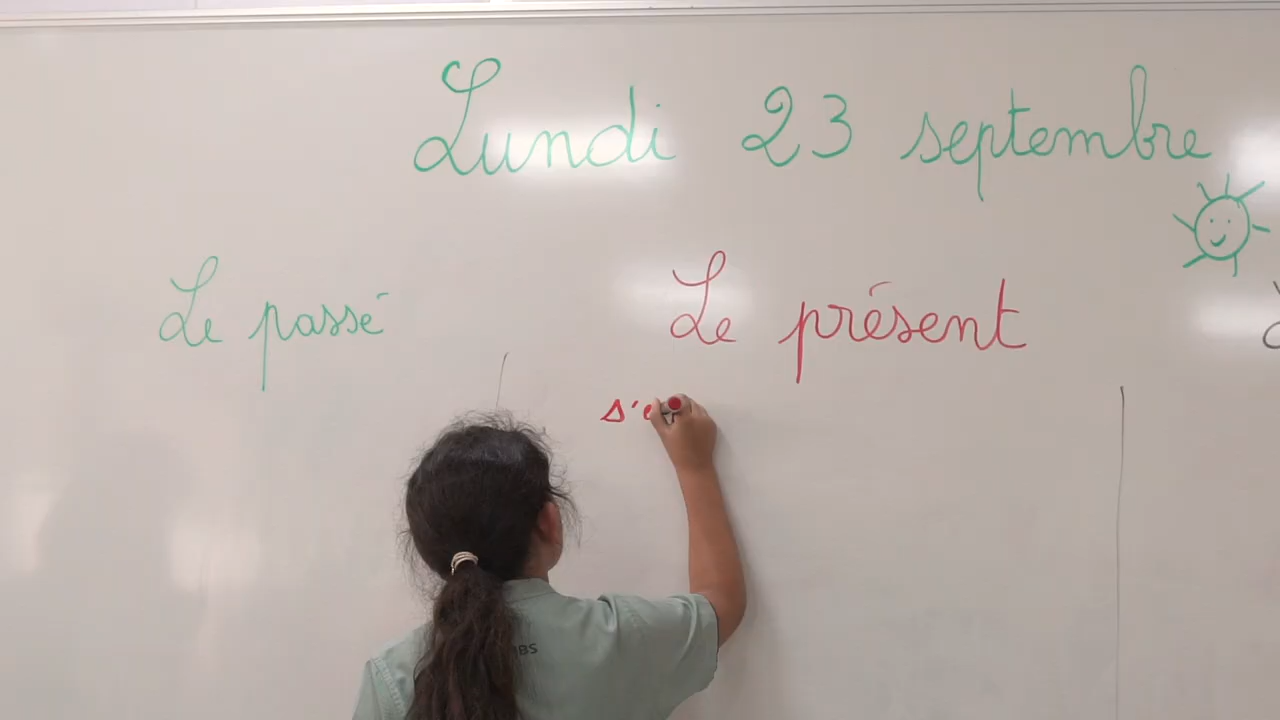 Lundi 23 septembre
Le passé
Le présent
s'e